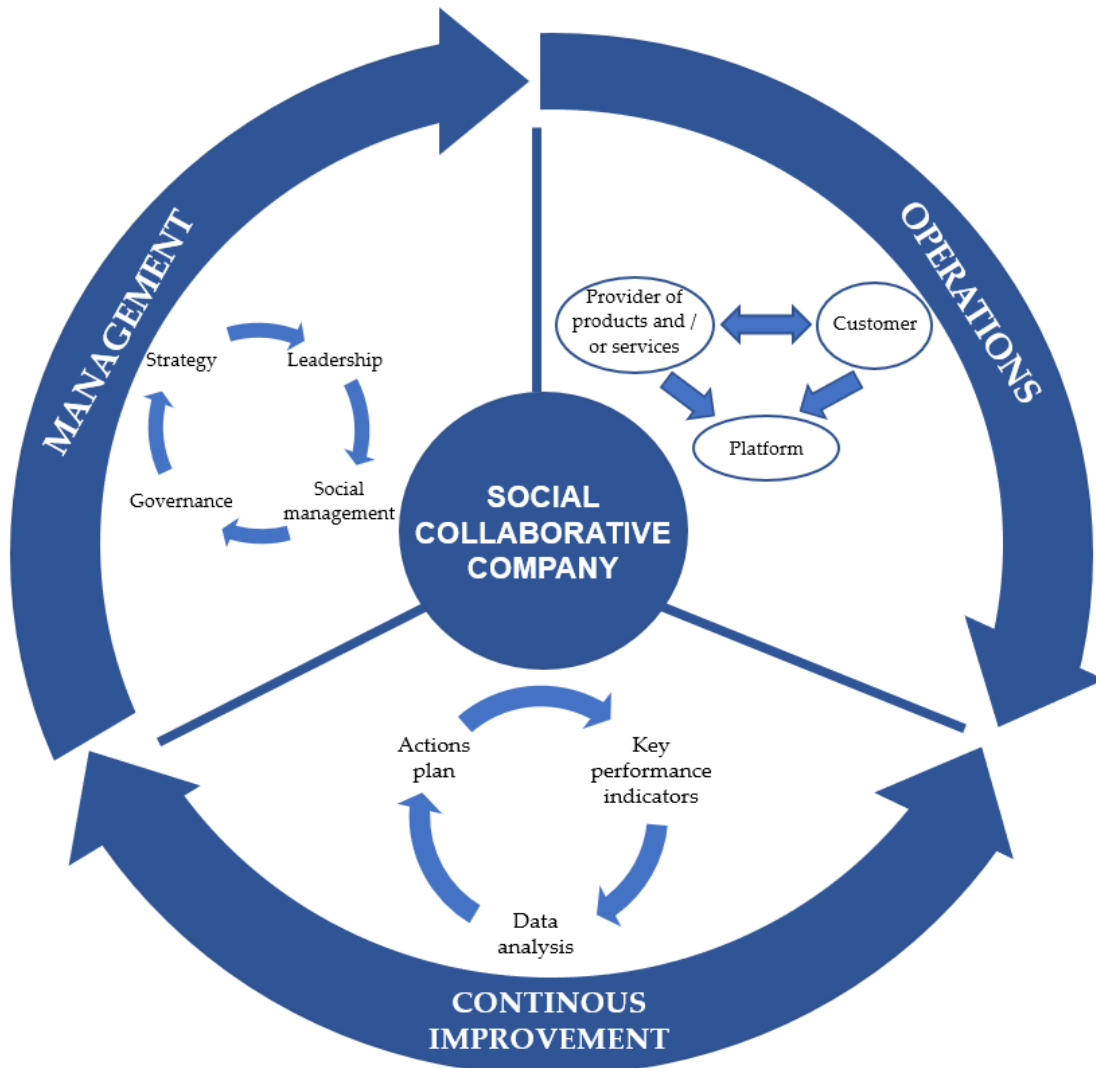 MANAGEMENT
OPERATIONS
Provider of
products and /
or services
Customer
Platform
Strategy
Leadership
Governance
Social
management
SOCIAL
COLLABORATIVE
COMPANY
Actions
plan
Key
performance
indicators
Data
analysis
CONTINOUS
IMPROVEMENT